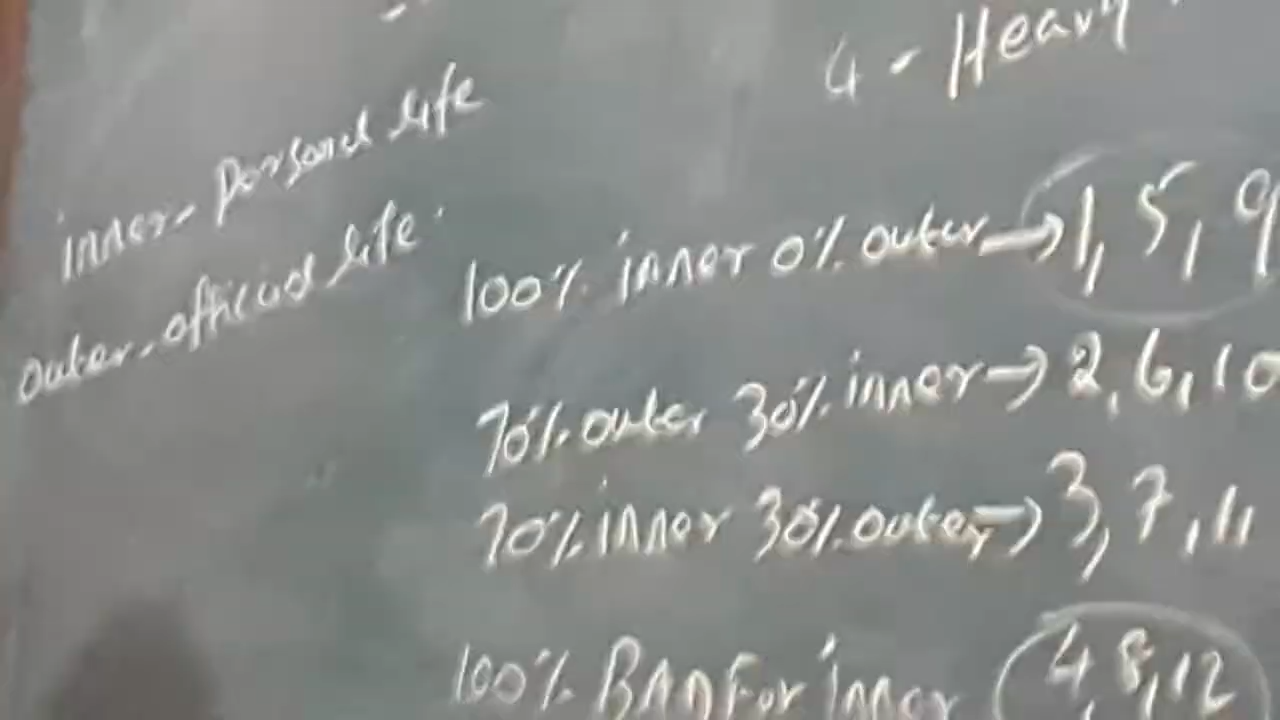 4 - Heavy
inner - Personal life
outer - official life
100% inner 0% outer → 1, 5, 9
70% outer 30% inner → 2, 6, 10
70% inner 30% outer → 3, 7, 11
100% BAD For inner 4, 8, 12